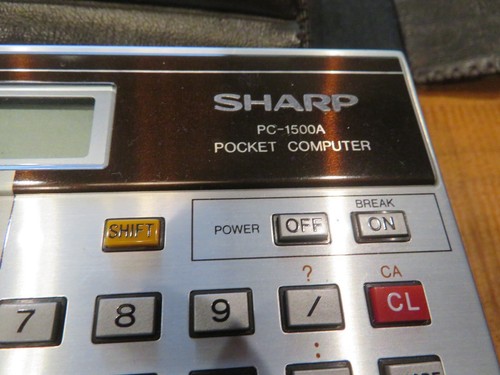 SHARP
PC-1500A
POCKET COMPUTER
BREAK
SHIFT
POWER
OFF
ON
?
CA
7
8
9
/
CL
: